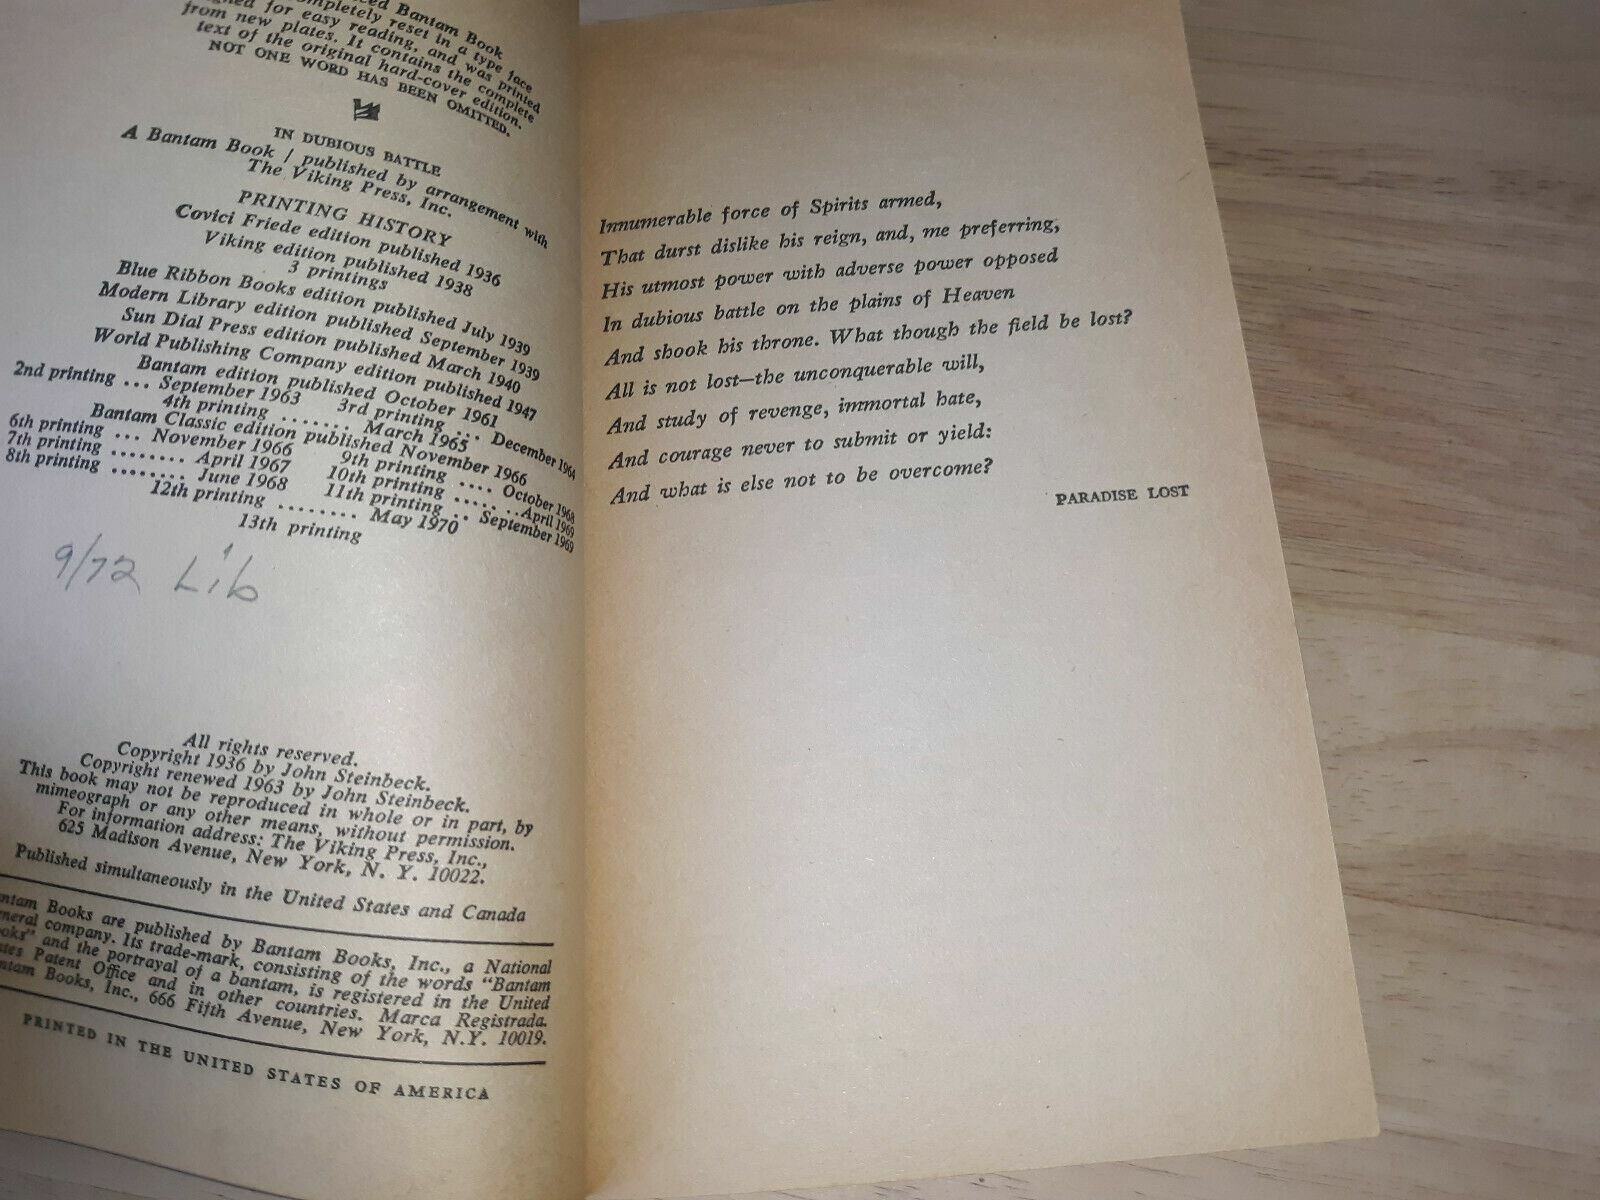 ced Bantam Book
mpletely reset in a type face
gned for easy reading, and was printed
from new plates. It contains the complete
text of the original hard-cover edition.
NOT ONE WORD HAS BEEN OMITTED.
IN DUBIOUS BATTLE
A Bantam Book / published by arrangement with
The Viking Press, Inc.
PRINTING HISTORY
Covici Friede edition published 1936
Viking edition published 1938
3 printings
Blue Ribbon Books edition published July 1939
Modern Library edition published September 1939
Sun Dial Press edition published March 1940
World Publishing Company edition published 1947
Bantam edition published October 1961
2nd printing ... September 1963 3rd printing ... December 1964
4th printing ....... March 1965
Bantam Classic edition published November 1966
6th printing ... November 1966 9th printing .... October 1968
7th printing ........ April 1967 10th printing ....... April 1969
8th printing ........ June 1968 11th printing .. September 1969
12th printing ........ May 1970
13th printing
9/72 Lib
All rights reserved.
Copyright 1936 by John Steinbeck.
Copyright renewed 1963 by John Steinbeck.
This book may not be reproduced in whole or in part, by
mimeograph or any other means, without permission.
For information address: The Viking Press, Inc.,
625 Madison Avenue, New York, N. Y. 10022.
Published simultaneously in the United States and Canada
ntam Books are published by Bantam Books, Inc., a National
neral company. Its trade-mark, consisting of the words "Bantam
ooks" and the portrayal of a bantam, is registered in the United
ates Patent Office and in other countries. Marca Registrada.
ntam Books, Inc., 666 Fifth Avenue, New York, N.Y. 10019.
PRINTED IN THE UNITED STATES OF AMERICA
Innumerable force of Spirits armed,
That durst dislike his reign, and, me preferring,
His utmost power with adverse power opposed
In dubious battle on the plains of Heaven
And shook his throne. What though the field be lost?
All is not lost—the unconquerable will,
And study of revenge, immortal hate,
And courage never to submit or yield:
And what is else not to be overcome?
PARADISE LOST